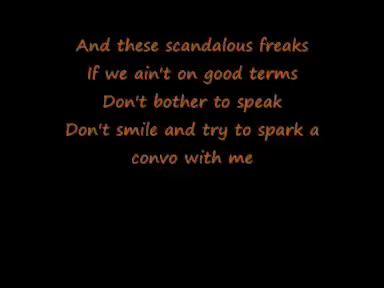 And these scandalous freaks
If we ain't on good terms
Don't bother to speak
Don't smile and try to spark a
convo with me